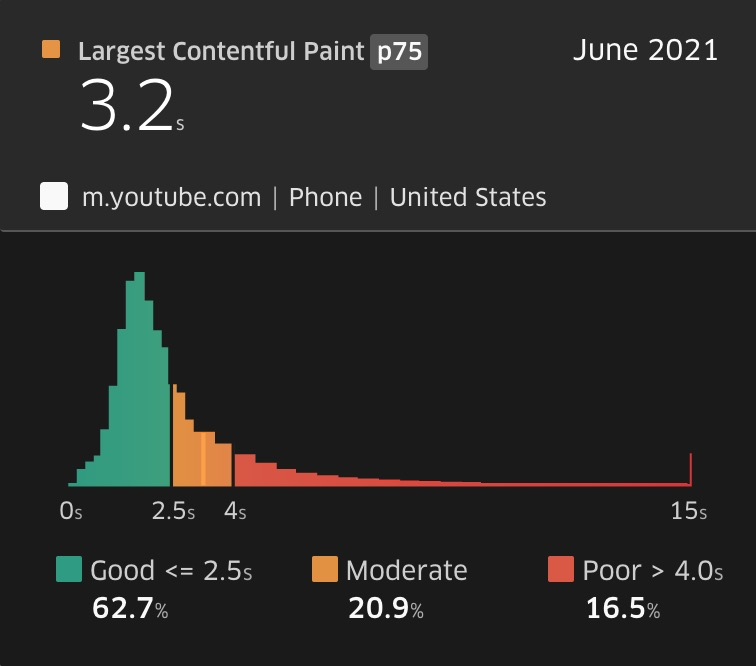 Largest Contentful Paint p75
June 2021
3.2s
m.youtube.com | Phone | United States
0s 2.5s 4s 15s
Good <= 2.5s Moderate Poor > 4.0s
62.7% 20.9% 16.5%